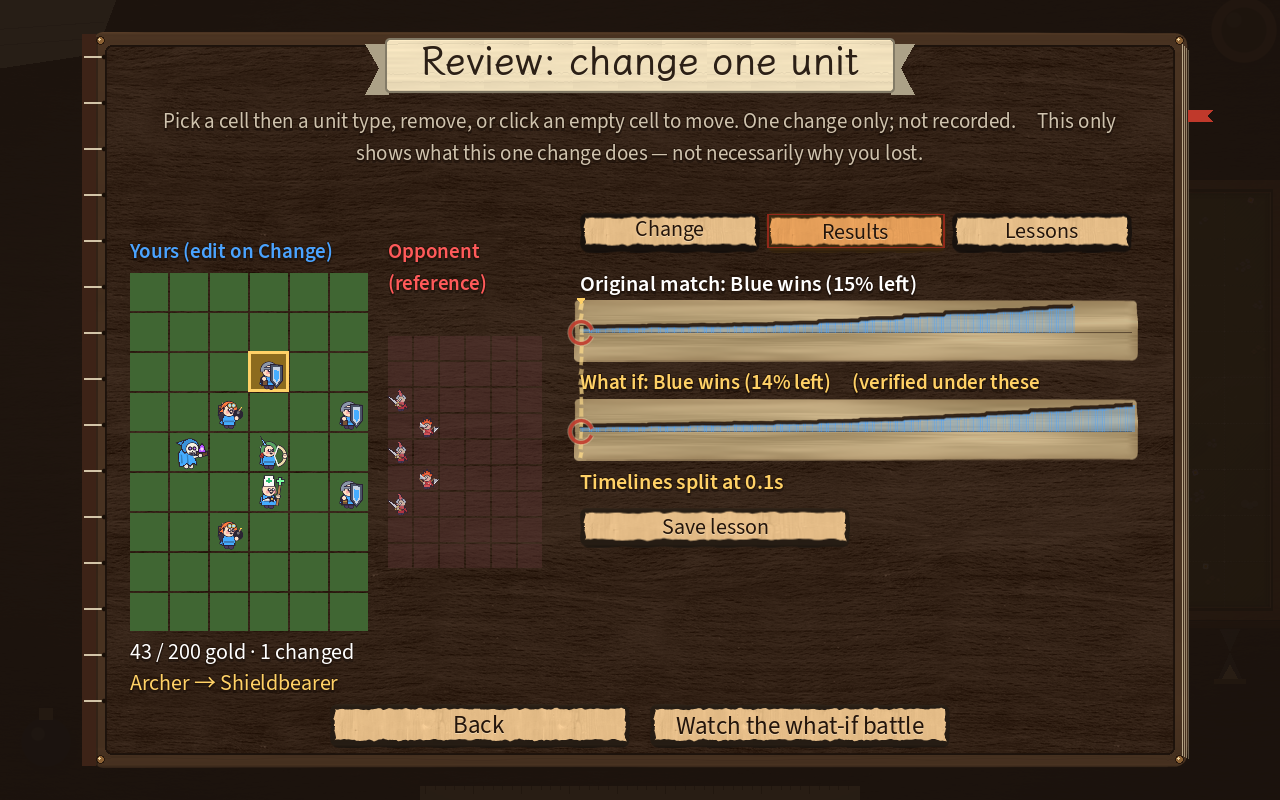 Review: change one unit
Pick a cell then a unit type, remove, or click an empty cell to move. One change only; not recorded. This only
shows what this one change does — not necessarily why you lost.
Change
Results
Lessons
Yours (edit on Change)
Opponent
(reference)
Original match: Blue wins (15% left)
What if: Blue wins (14% left) (verified under these
Timelines split at 0.1s
Save lesson
43 / 200 gold · 1 changed
Archer → Shieldbearer
Back
Watch the what-if battle